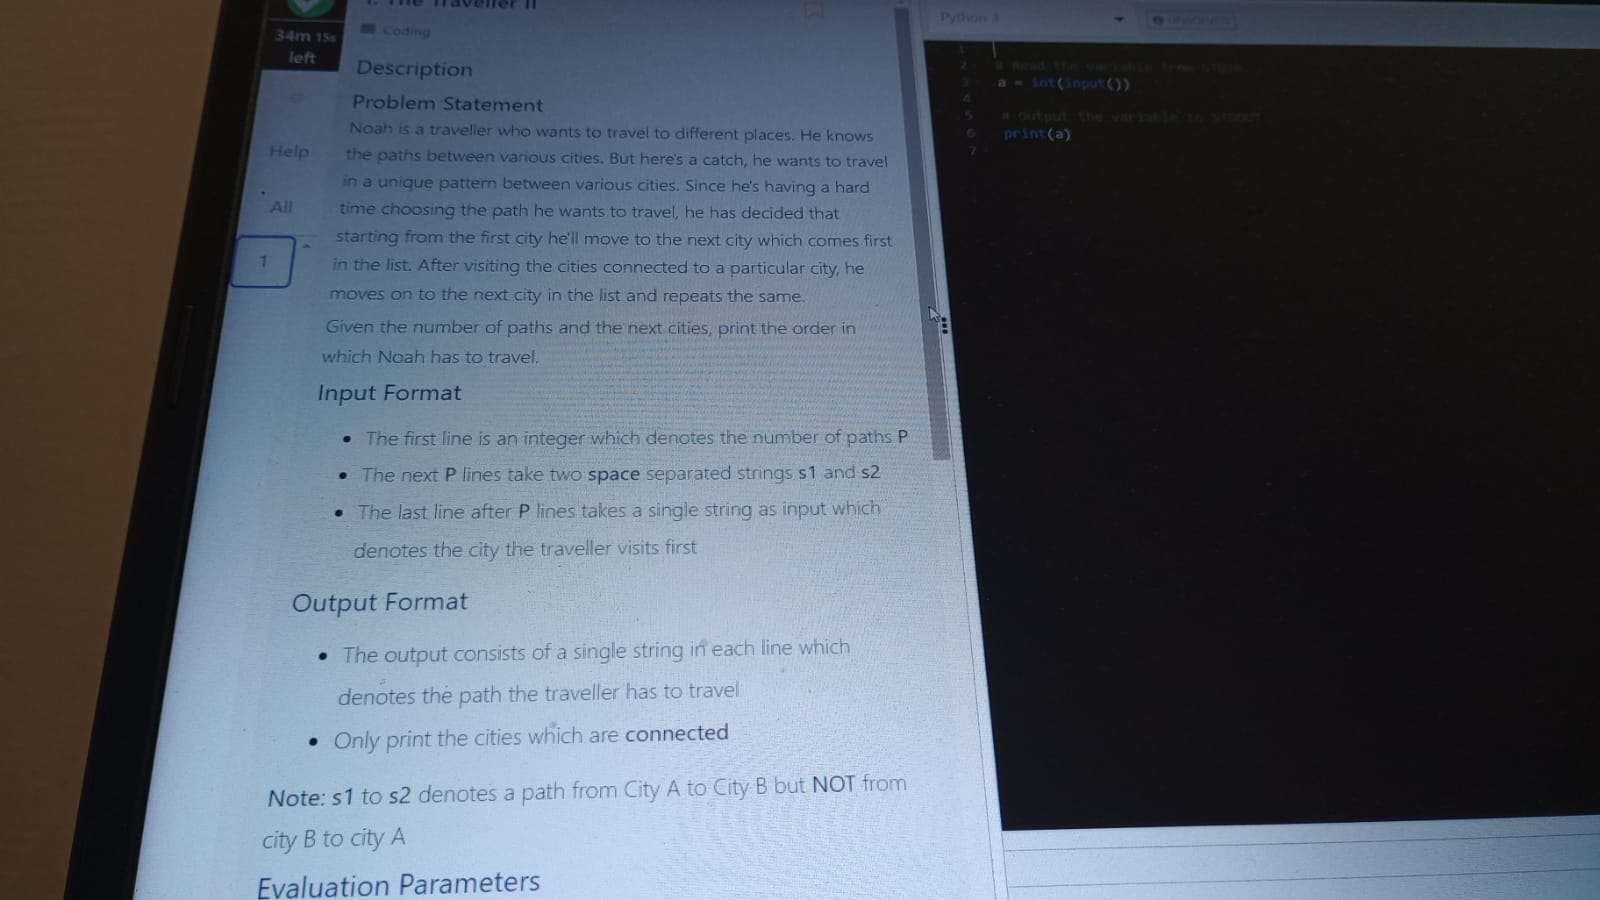 1. The Traveller II
34m 15s
left
Coding
Description
Problem Statement
Noah is a traveller who wants to travel to different places. He knows
the paths between various cities. But here's a catch, he wants to travel
in a unique pattern between various cities. Since he's having a hard
time choosing the path he wants to travel, he has decided that
starting from the first city he'll move to the next city which comes first
in the list. After visiting the cities connected to a particular city, he
moves on to the next city in the list and repeats the same.
Given the number of paths and the next cities, print the order in
which Noah has to travel.
Input Format
• The first line is an integer which denotes the number of paths P
• The next P lines take two space separated strings s1 and s2
• The last line after P lines takes a single string as input which
denotes the city the traveller visits first
Output Format
• The output consists of a single string in each line which
denotes the path the traveller has to travel
• Only print the cities which are connected
Note: s1 to s2 denotes a path from City A to City B but NOT from
city B to city A
Evaluation Parameters
Help
All
1
Python 3
1
2 # Read the variable from STDIN
3 a = int(input())
4
5 # Output the variable to STDOUT
6 print(a)
7